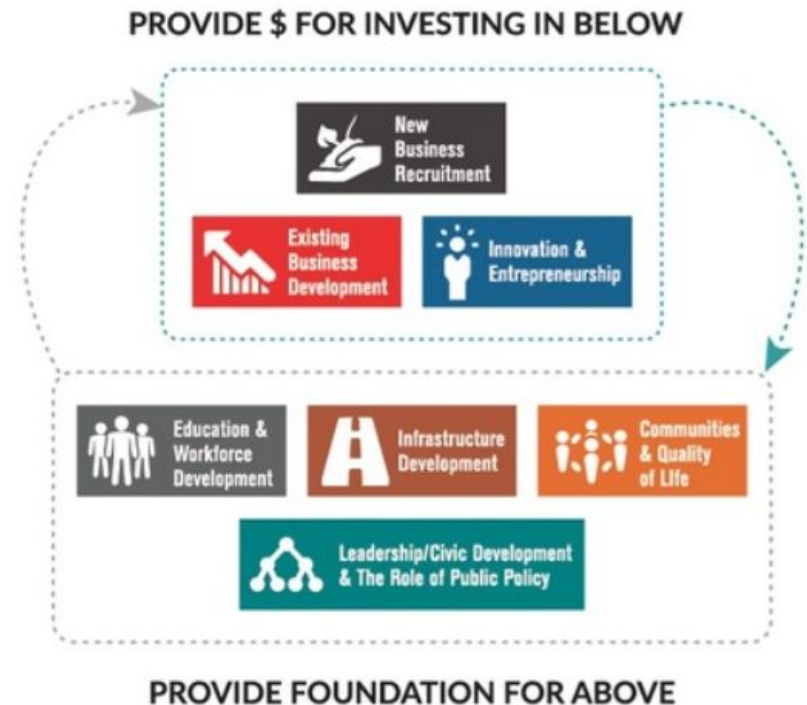 PROVIDE $ FOR INVESTING IN BELOW
New
Business
Recruitment
Existing
Business
Development
Innovation &
Entrepreneurship
Education &
Workforce
Development
Infrastructure
Development
Communities
& Quality
of LIfe
Leadership/Civic Development
& The Role of Public Policy
PROVIDE FOUNDATION FOR ABOVE